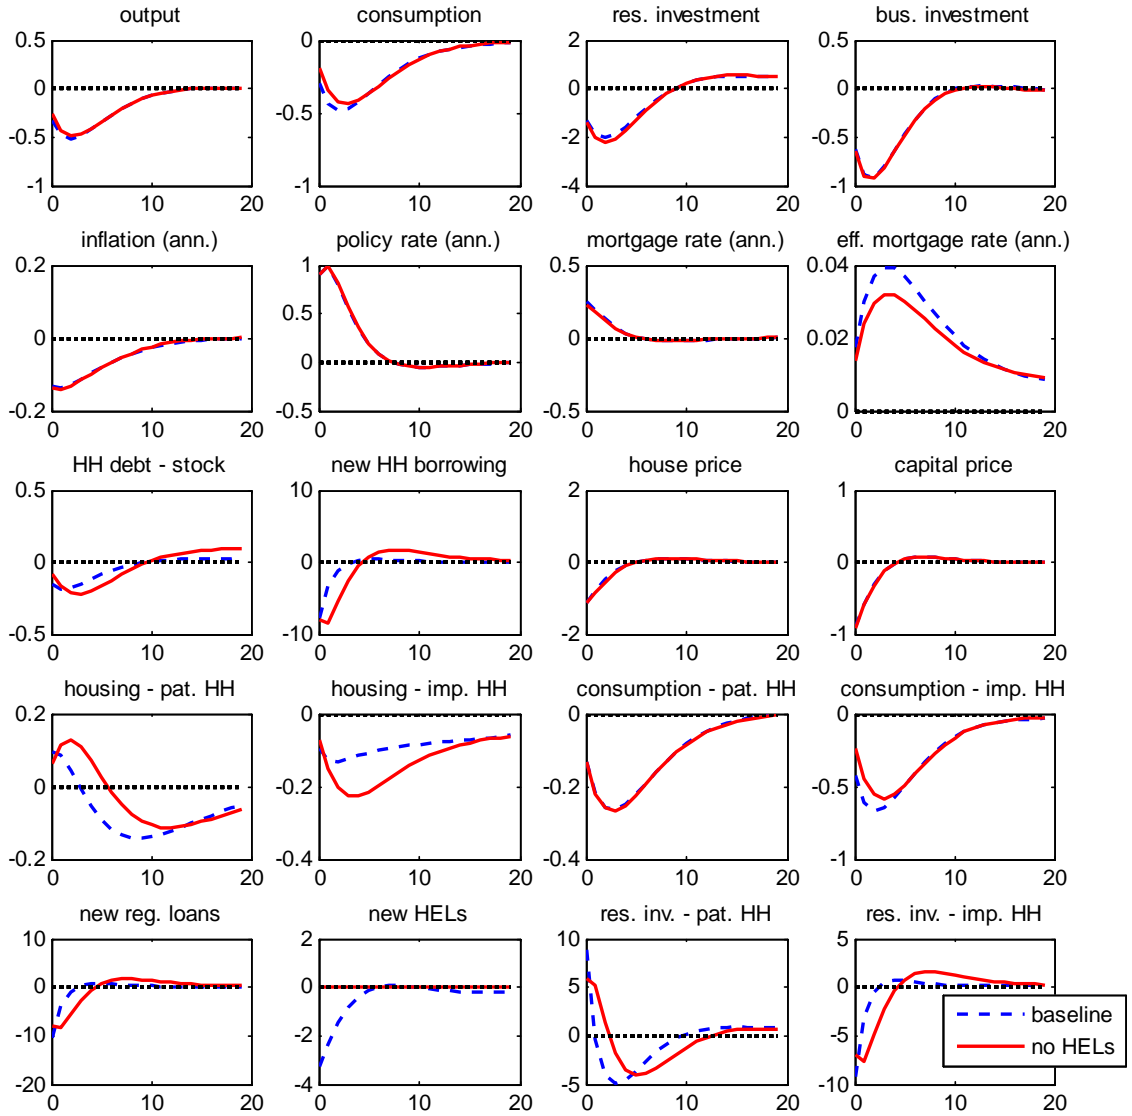 output consumption res. investment bus. investment
0.5 0 2 0.5
0 -0.5 0 0
-0.5 -1 -2 -0.5
-1 -4 -1
0 10 20 0 10 20 0 10 20 0 10 20
inflation (ann.) policy rate (ann.) mortgage rate (ann.) eff. mortgage rate (ann.)
0.2 1 0.5 0.04
0 0.5 0 0.02
-0.2 0 -0.5 0
-0.5
0 10 20 0 10 20 0 10 20 0 10 20
HH debt - stock new HH borrowing house price capital price
0.5 10 2 1
0 0 0 0
-0.5 -10 -2 -1
0 10 20 0 10 20 0 10 20 0 10 20
housing - pat. HH housing - imp. HH consumption - pat. HH consumption - imp. HH
0.2 0 0 0
0 -0.2 -0.2 -0.5
-0.2 -0.4 -0.4 -1
0 10 20 0 10 20 0 10 20 0 10 20
new reg. loans new HELs res. inv. - pat. HH res. inv. - imp. HH
10 2 10 5
0 0 5 0
-10 -2 0 -5
-20 -4 -5 -10
0 10 20 0 10 20 0 10 20 0 10 20
baseline
no HELs